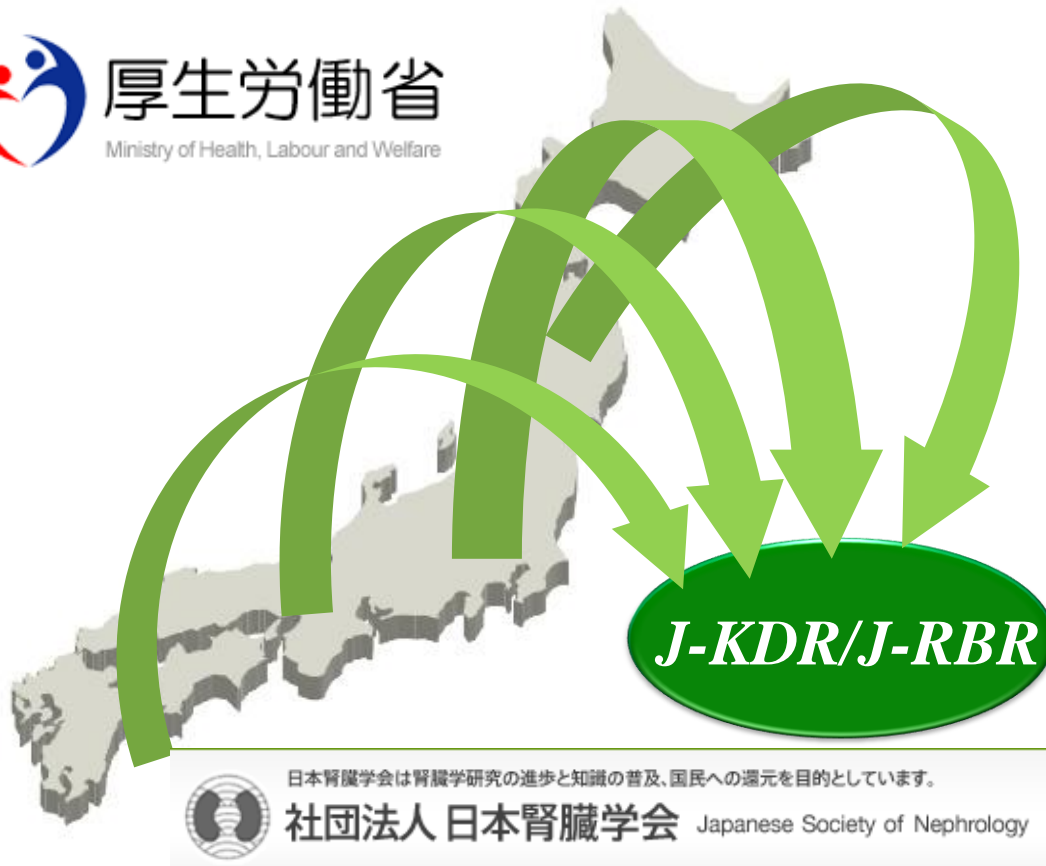 厚生労働省
Ministry of Health, Labour and Welfare
J-KDR/J-RBR
日本腎臓学会は腎臓学研究の進歩と知識の普及、国民への還元を目的としています。
社団法人 日本腎臓学会 Japanese Society of Nephrology